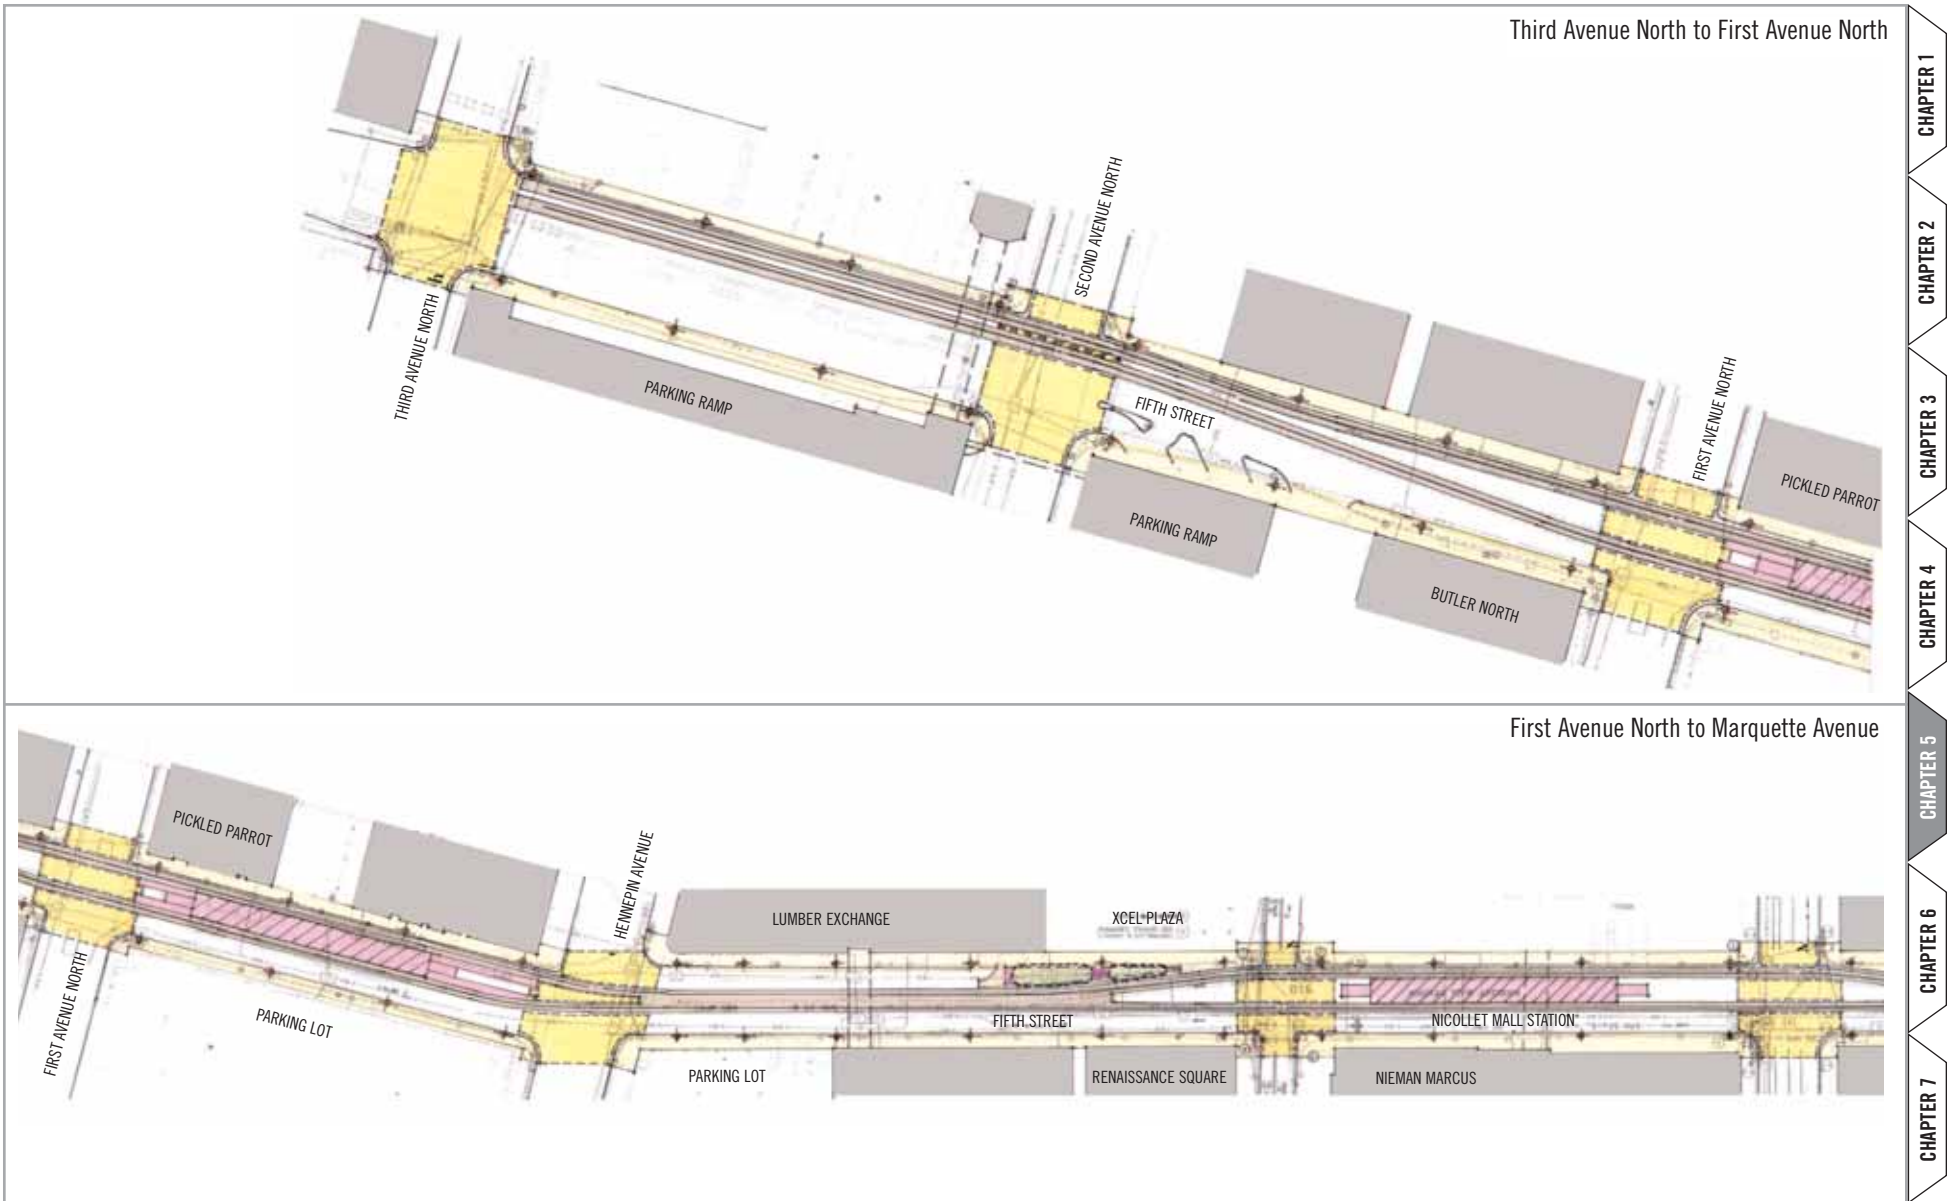 Third Avenue North to First Avenue North
SECOND AVENUE NORTH
THIRD AVENUE NORTH
PARKING RAMP
FIFTH STREET
FIRST AVENUE NORTH
PICKLED PARROT
PARKING RAMP
BUTLER NORTH
First Avenue North to Marquette Avenue
PICKLED PARROT
HENNEPIN AVENUE
LUMBER EXCHANGE
XCEL PLAZA
FIRST AVENUE NORTH
PARKING LOT
FIFTH STREET
NICOLLET MALL STATION
PARKING LOT
RENAISSANCE SQUARE
NIEMAN MARCUS
CHAPTER 1
CHAPTER 2
CHAPTER 3
CHAPTER 4
CHAPTER 5
CHAPTER 6
CHAPTER 7